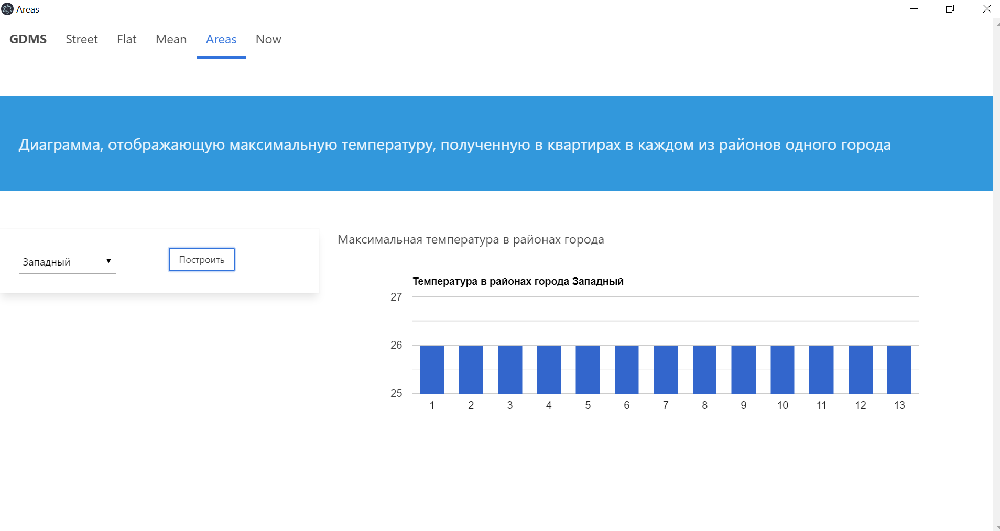 Areas
GDMS Street Flat Mean Areas Now
Диаграмма, отображающую максимальную температуру, полученную в квартирах в каждом из районов одного города
Западный
Построить
Максимальная температура в районах города
Температура в районах города Западный
27
26
25
1 2 3 4 5 6 7 8 9 10 11 12 13